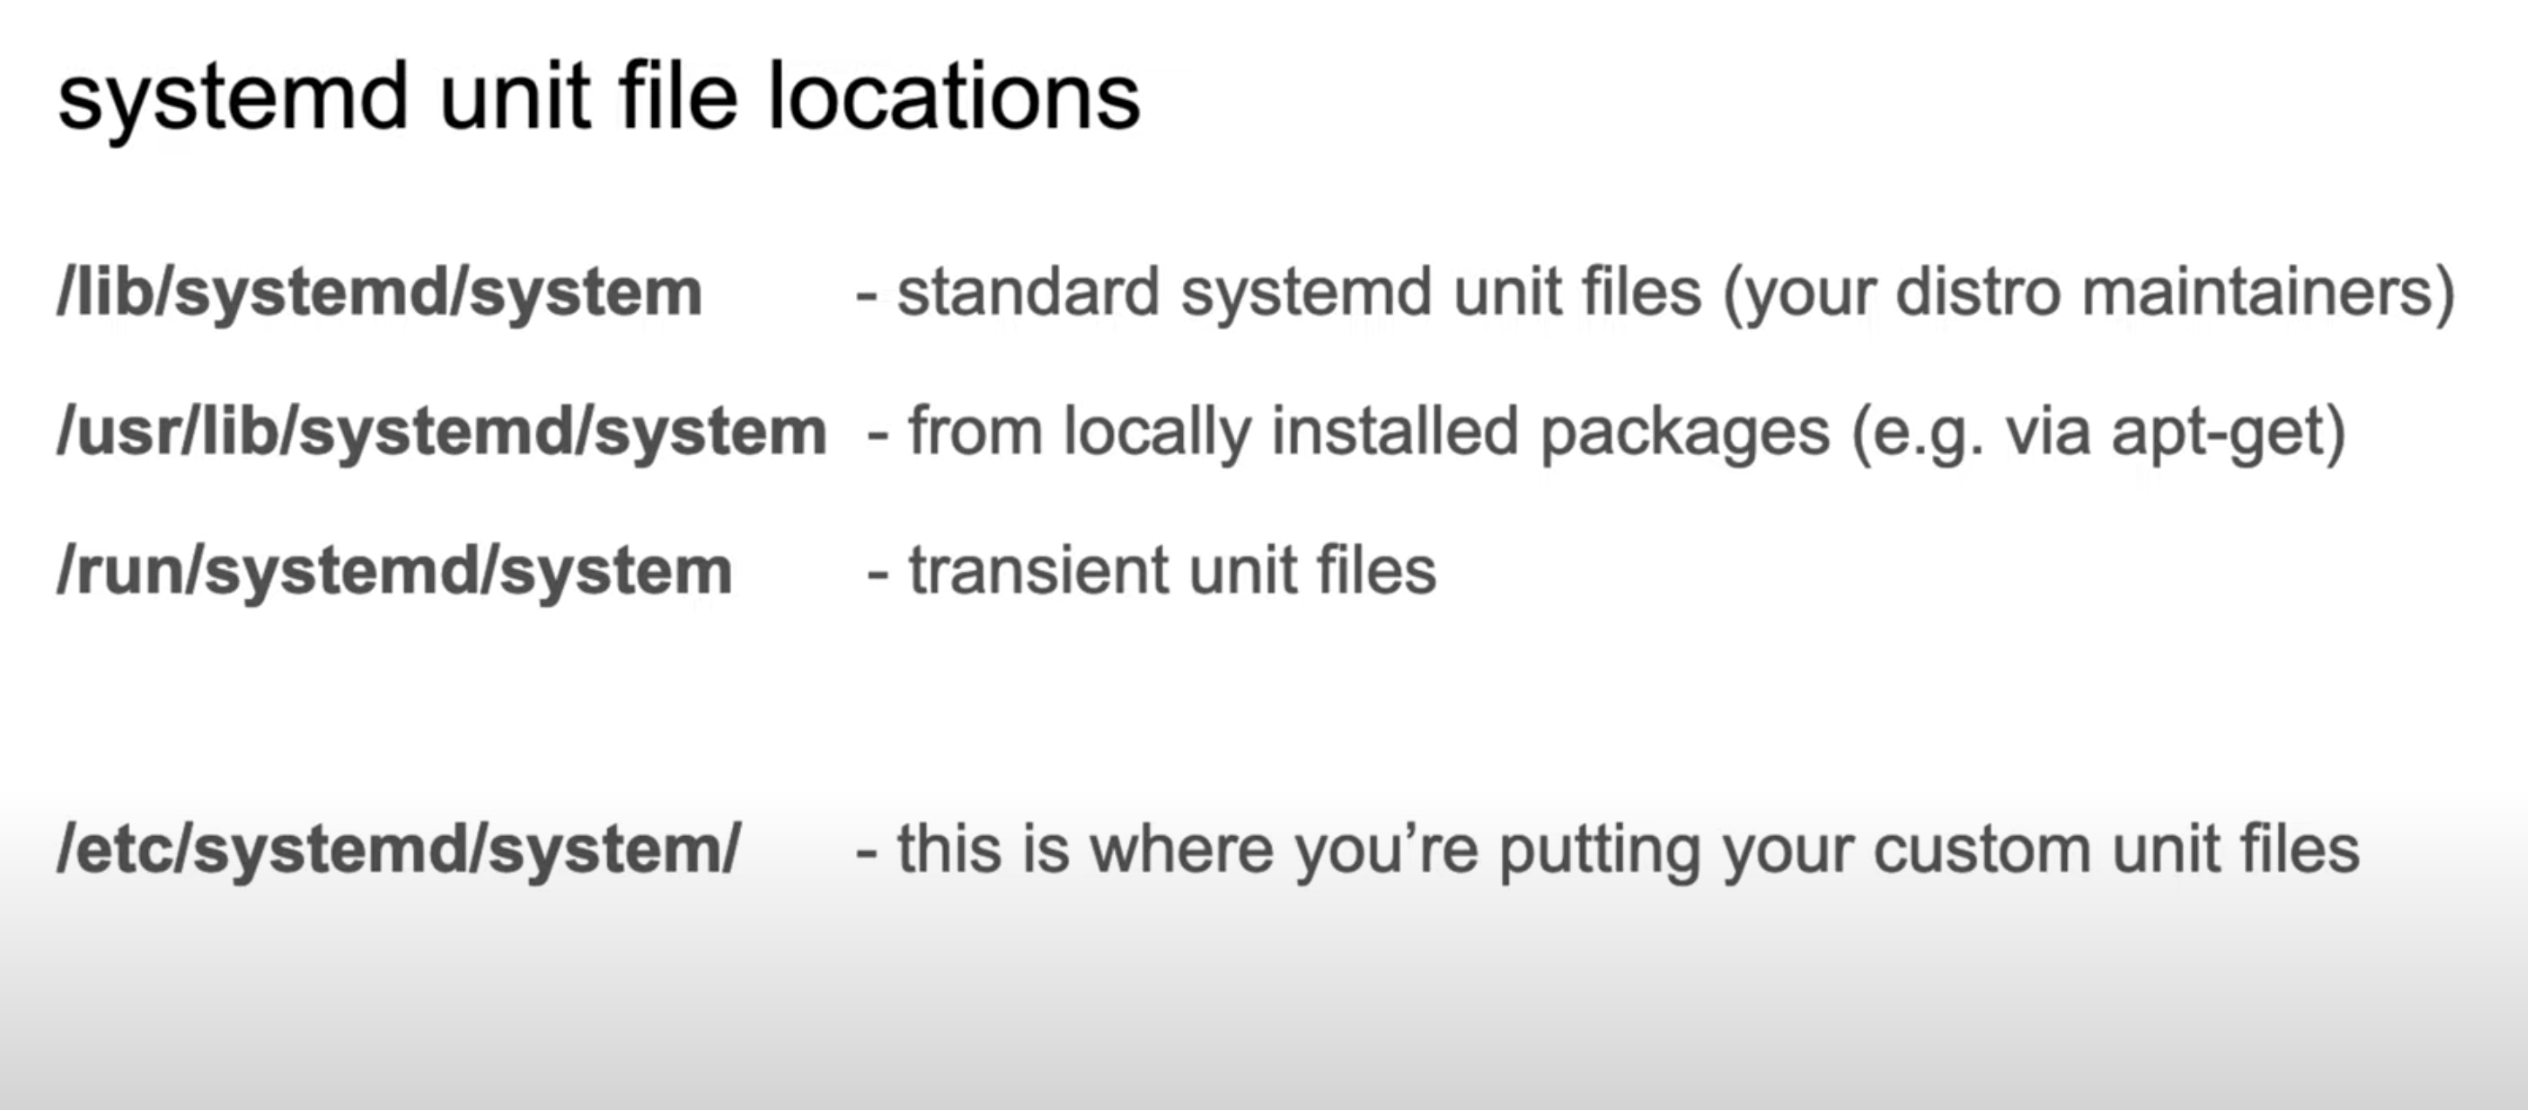 systemd unit file locations
/lib/systemd/system - standard systemd unit files (your distro maintainers)
/usr/lib/systemd/system - from locally installed packages (e.g. via apt-get)
/run/systemd/system - transient unit files
/etc/systemd/system/ - this is where you’re putting your custom unit files